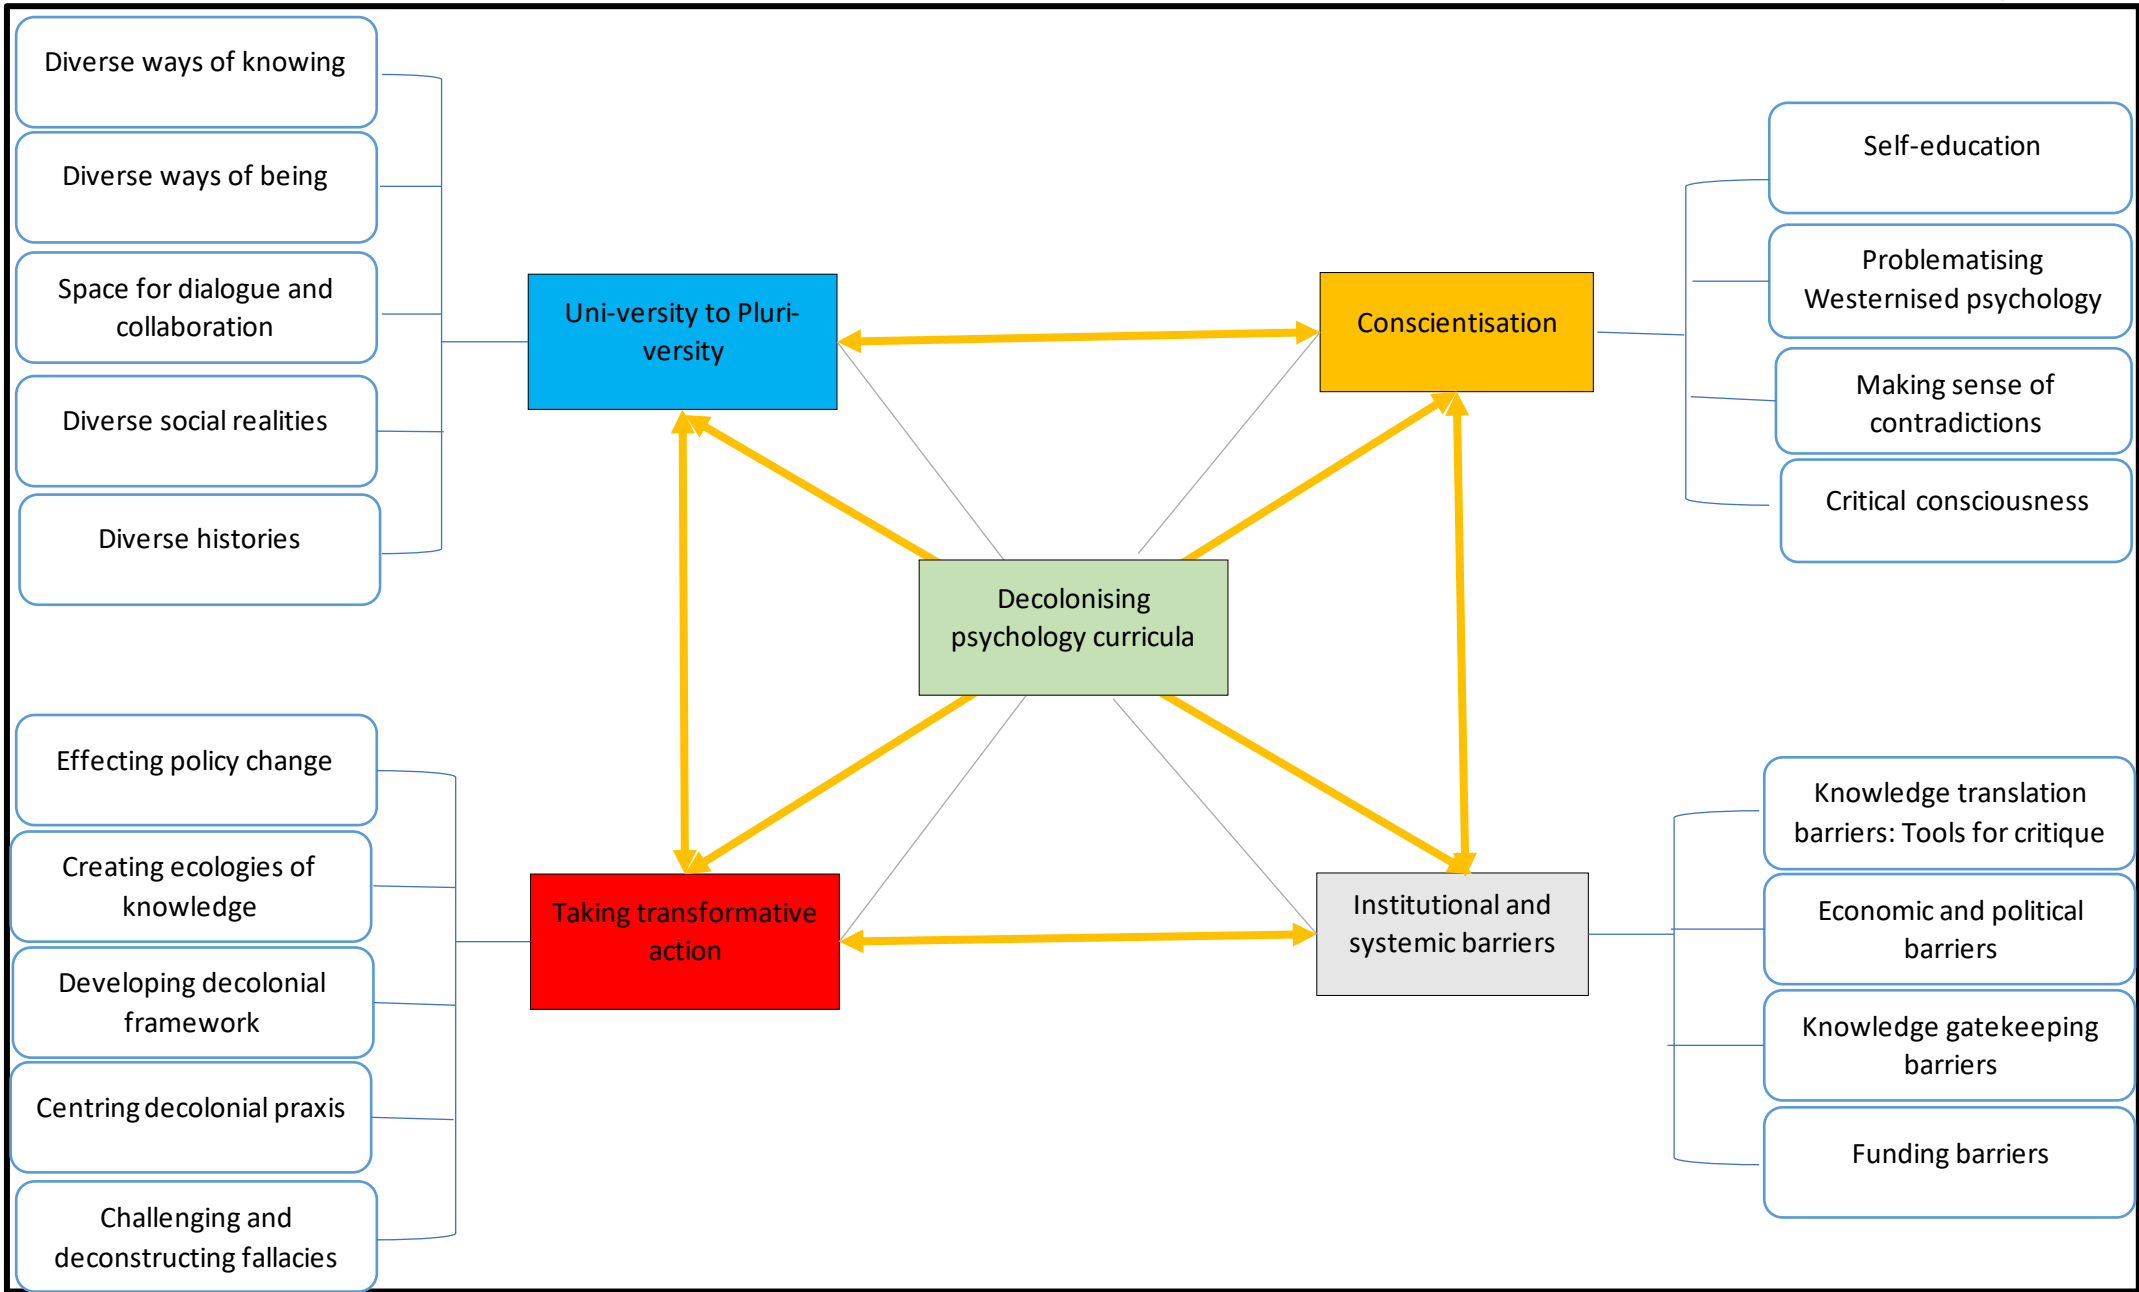 Diverse ways of knowing
Diverse ways of being
Space for dialogue and
collaboration
Diverse social realities
Diverse histories
Uni-versity to Pluri-
versity
Conscientisation
Self-education
Problematising
Westernised psychology
Making sense of
contradictions
Critical consciousness
Decolonising
psychology curricula
Effecting policy change
Creating ecologies of
knowledge
Developing decolonial
framework
Centring decolonial praxis
Challenging and
deconstructing fallacies
Taking transformative
action
Institutional and
systemic barriers
Knowledge translation
barriers: Tools for critique
Economic and political
barriers
Knowledge gatekeeping
barriers
Funding barriers